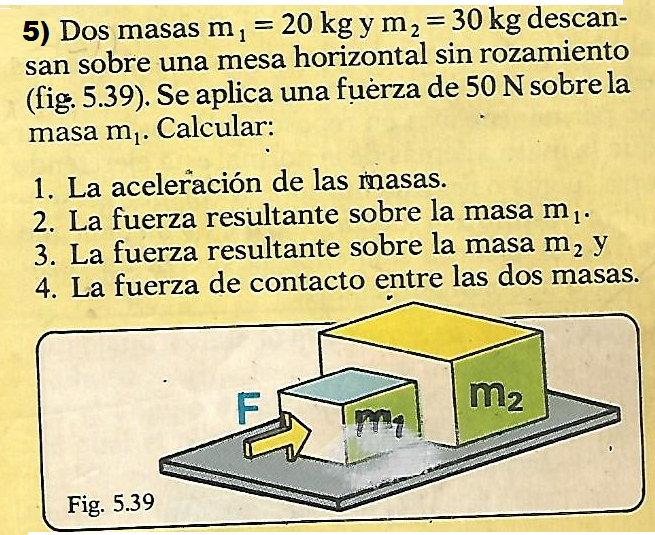 5) Dos masas m₁ = 20 kg y m₂ = 30 kg descan-
san sobre una mesa horizontal sin rozamiento
(fig. 5.39). Se aplica una fuerza de 50 N sobre la
masa m₁. Calcular:
1. La aceleración de las masas.
2. La fuerza resultante sobre la masa m₁.
3. La fuerza resultante sobre la masa m₂ y
4. La fuerza de contacto entre las dos masas.
F
m₁
m₂
Fig. 5.39